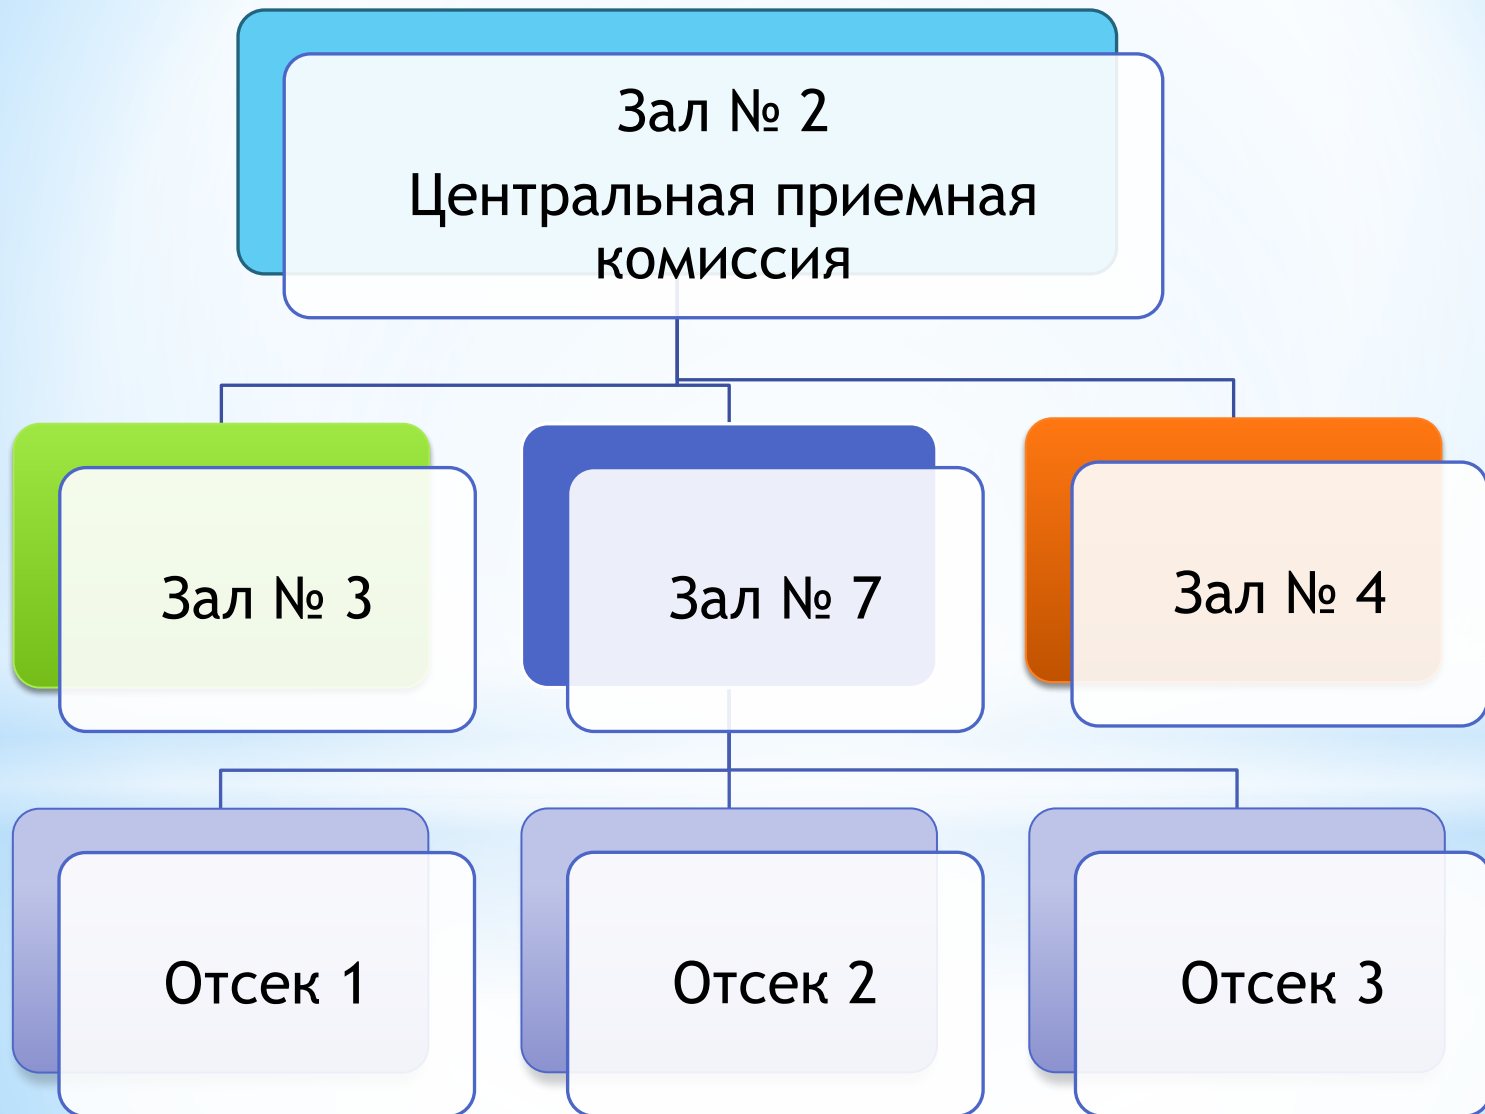 Зал № 2
Центральная приемная
комиссия
Зал № 3
Зал № 7
Зал № 4
Отсек 1
Отсек 2
Отсек 3